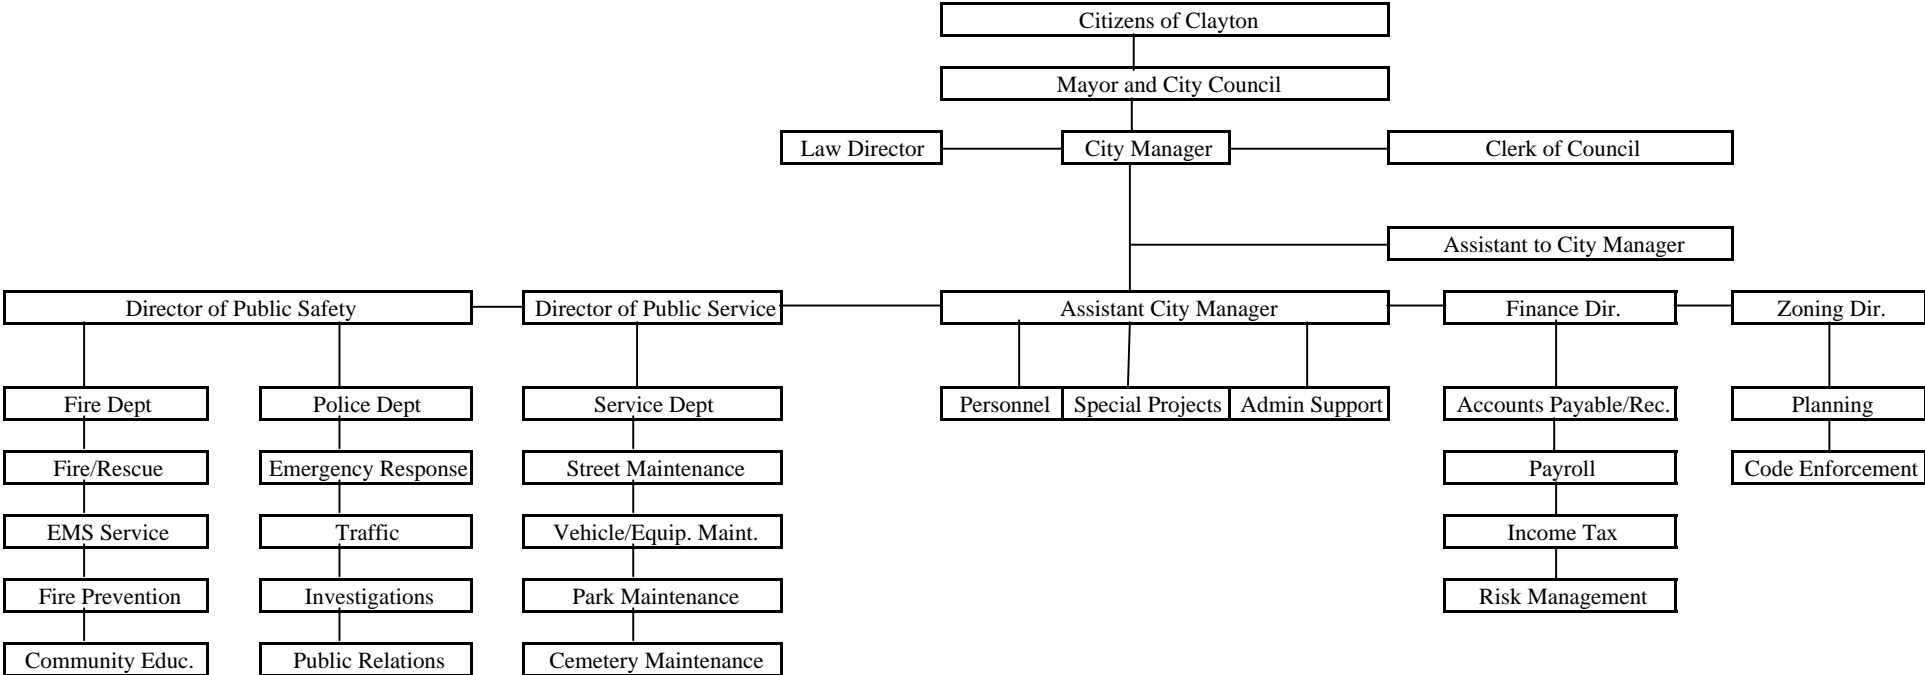 Citizens of Clayton
Mayor and City Council
Law Director
City Manager
Clerk of Council
Assistant to City Manager
Director of Public Safety
Director of Public Service
Assistant City Manager
Finance Dir.
Zoning Dir.
Fire Dept
Police Dept
Service Dept
Personnel
Special Projects
Admin Support
Accounts Payable/Rec.
Planning
Fire/Rescue
Emergency Response
Street Maintenance
Payroll
Code Enforcement
EMS Service
Traffic
Vehicle/Equip. Maint.
Income Tax
Fire Prevention
Investigations
Park Maintenance
Risk Management
Community Educ.
Public Relations
Cemetery Maintenance